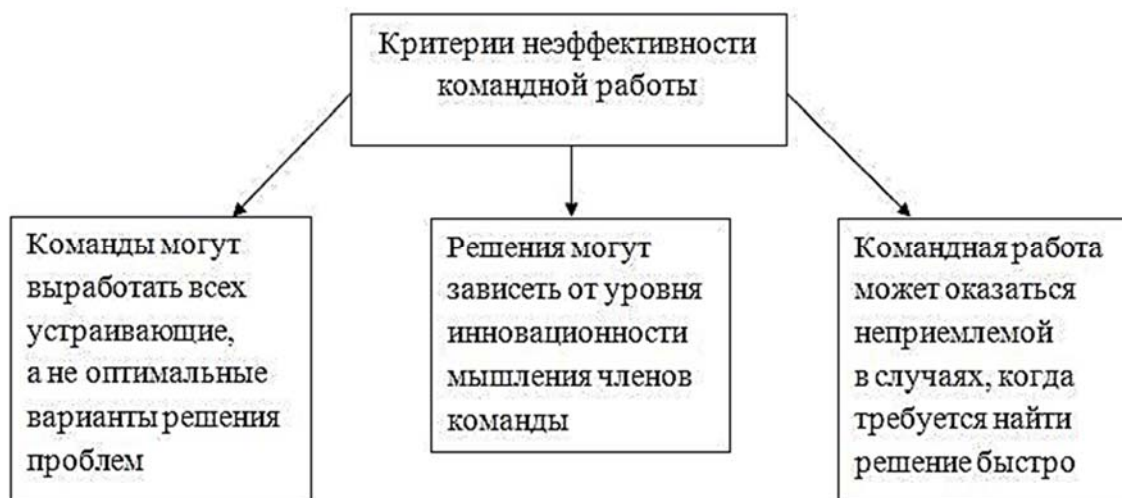 Критерии неэффективности
командной работы
Команды могут
выработать всех
устраивающие,
а не оптимальные
варианты решения
проблем
Решения могут
зависеть от уровня
инновационности
мышления членов
команды
Командная работа
может оказаться
неприемлемой
в случаях, когда
требуется найти
решение быстро